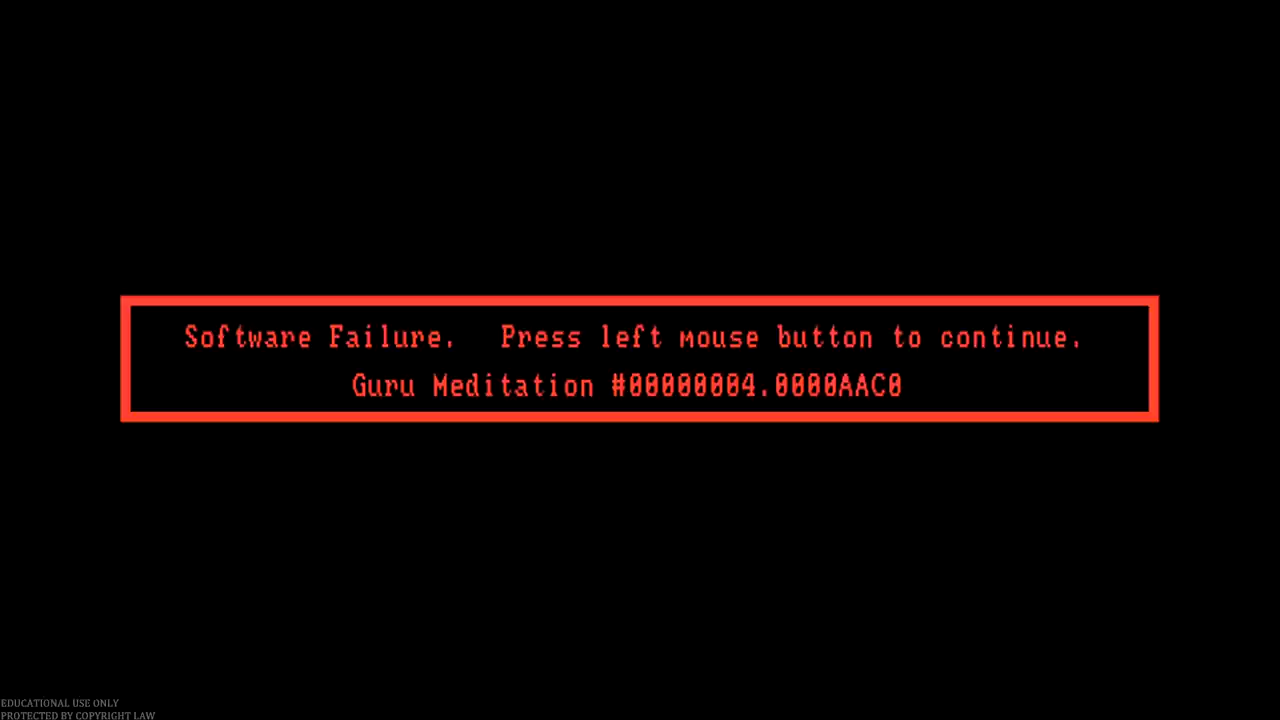 Software Failure.   Press left mouse button to continue.
Guru Meditation #00000004.0000AAC0
EDUCATIONAL USE ONLY
PROTECTED BY COPYRIGHT LAW